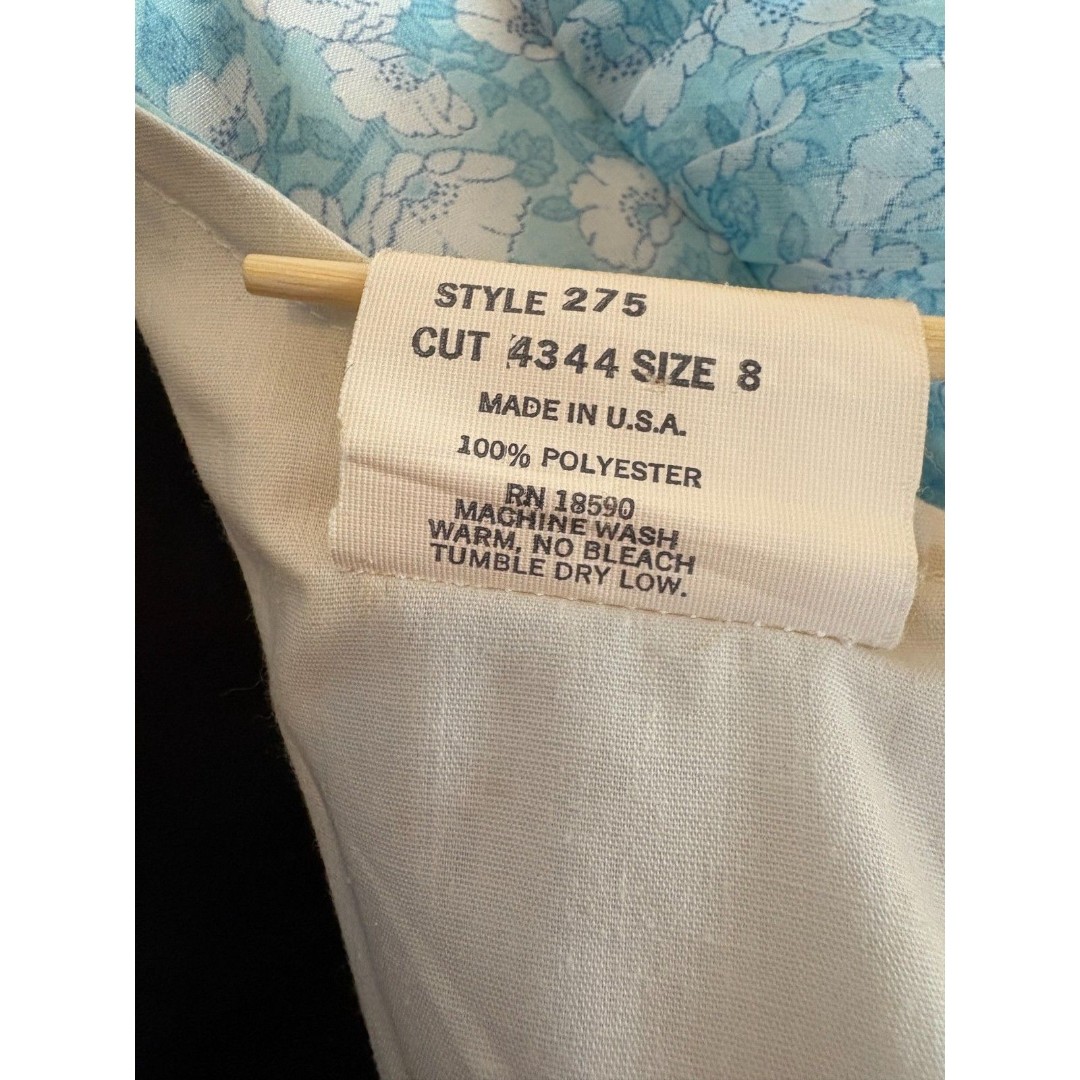 STYLE 275
CUT 4344 SIZE 8
MADE IN U.S.A.
100% POLYESTER
RN 18590
MACHINE WASH
WARM, NO BLEACH
TUMBLE DRY LOW.